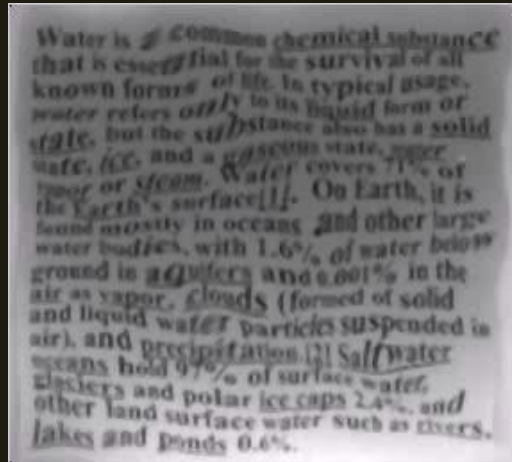 Water is a common chemical substance
that is essential for the survival of all
known forms of life. In typical usage,
water refers only to its liquid form or
state, but the substance also has a solid
state, ice, and a gaseous state, water
vapor or steam. Water covers 71% of
the Earth's surface[1]. On Earth, it is
found mostly in oceans and other large
water bodies, with 1.6% of water below
ground in aquifers and 0.001% in the
air as vapor, clouds (formed of solid
and liquid water particles suspended in
air), and precipitation.[2] Saltwater
oceans hold 97% of surface water,
glaciers and polar ice caps 2.4%, and
other land surface water such as rivers,
lakes and ponds 0.6%.